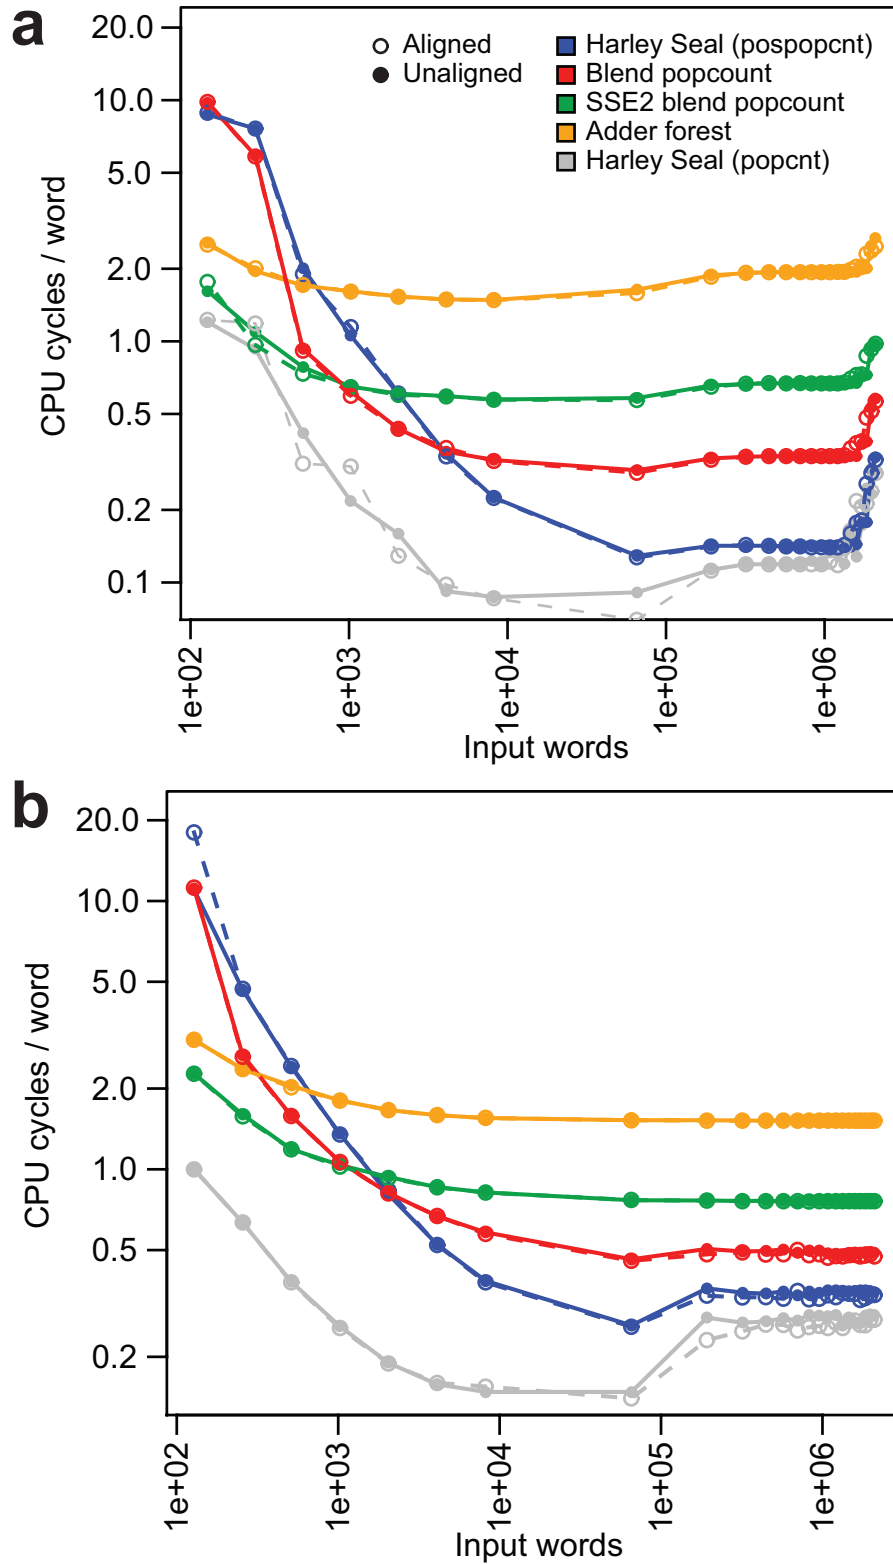 a
20.0
10.0
5.0
2.0
1.0
0.5
0.2
0.1
CPU cycles / word
Aligned
Unaligned
Harley Seal (pospopcnt)
Blend popcount
SSE2 blend popcount
Adder forest
Harley Seal (popcnt)
1e+02
1e+03
1e+04
1e+05
1e+06
Input words
b
20.0
10.0
5.0
2.0
1.0
0.5
0.2
CPU cycles / word
1e+02
1e+03
1e+04
1e+05
1e+06
Input words